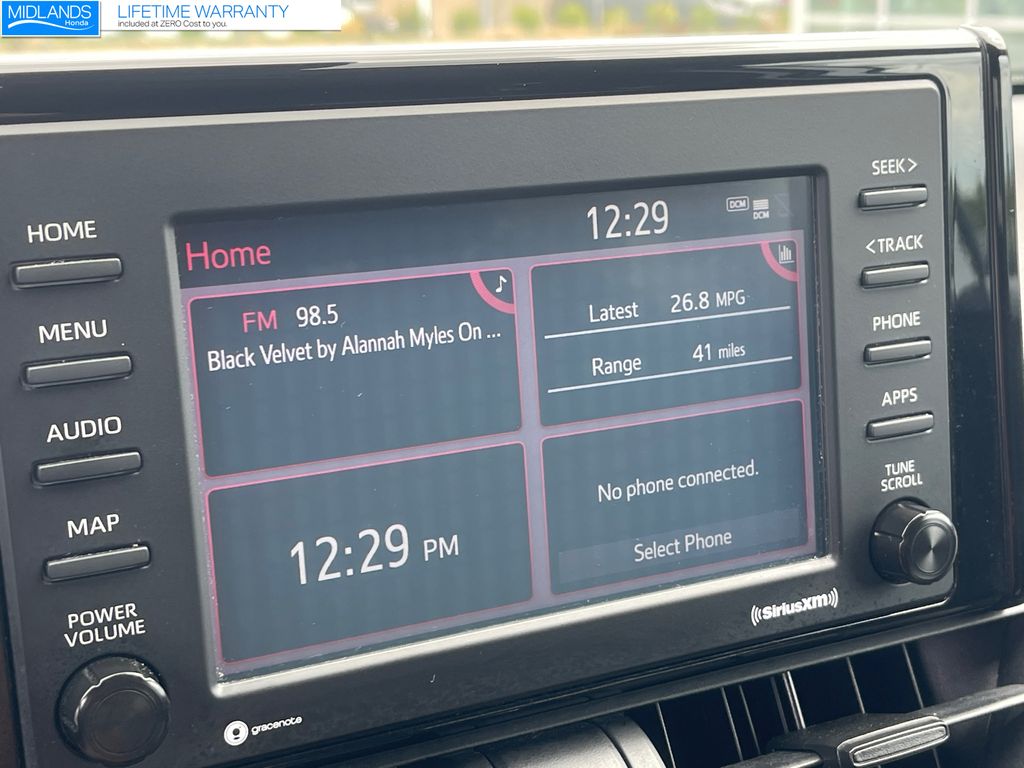 MIDLANDS
Honda
LIFETIME WARRANTY
included at ZERO Cost to you.
SEEK>
HOME
Home
12:29
DCM
DCM
<TRACK
FM 98.5
Black Velvet by Alannah Myles On ...
Latest 26.8 MPG
Range 41 miles
MENU
PHONE
AUDIO
APPS
MAP
12:29 PM
No phone connected.
Select Phone
TUNE
SCROLL
POWER
VOLUME
SiriusXM
gracenote